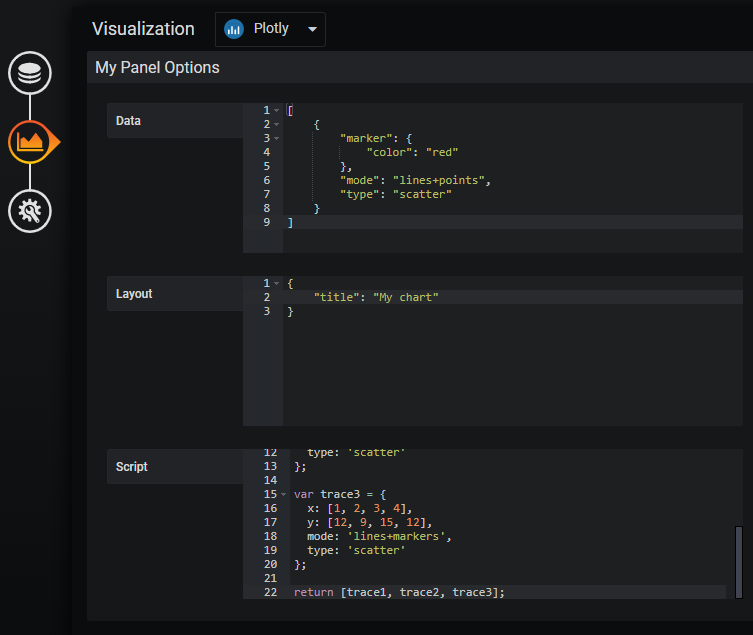 Visualization
Plotly
My Panel Options
Data
1 [
2 {
3 "marker": {
4 "color": "red"
5 },
6 "mode": "lines+points",
7 "type": "scatter"
8 }
9 ]
Layout
1 {
2 "title": "My chart"
3 }
Script
12 type: 'scatter'
13 };
14
15 var trace3 = {
16 x: [1, 2, 3, 4],
17 y: [12, 9, 15, 12],
18 mode: 'lines+markers',
19 type: 'scatter'
20 };
21
22 return [trace1, trace2, trace3];